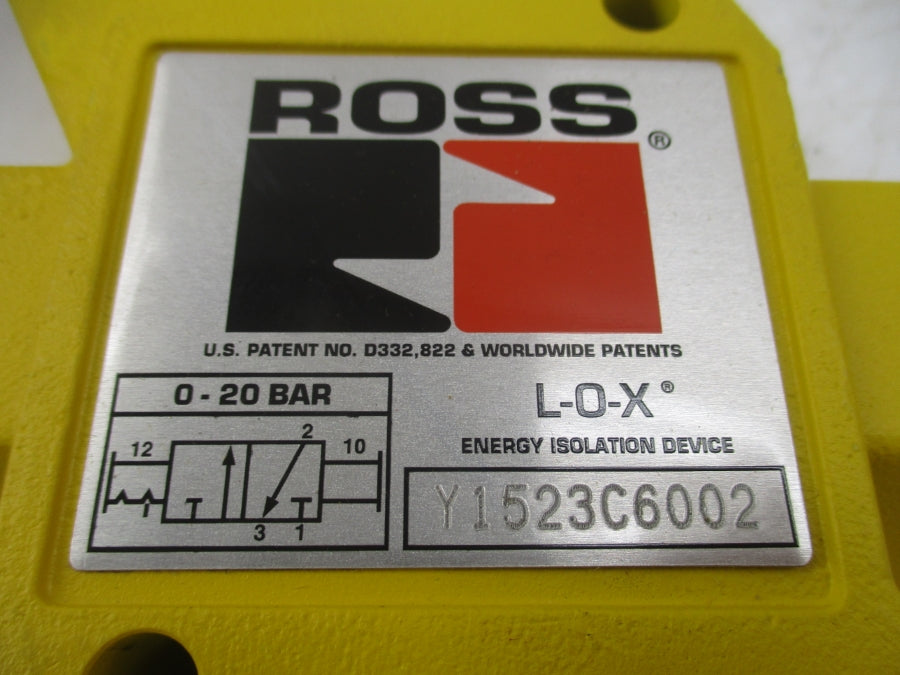 ROSS
®
U.S. PATENT NO. D332,822 & WORLDWIDE PATENTS
0 - 20 BAR
12
2
10
3
1
L-O-X®
ENERGY ISOLATION DEVICE
Y1523C6002